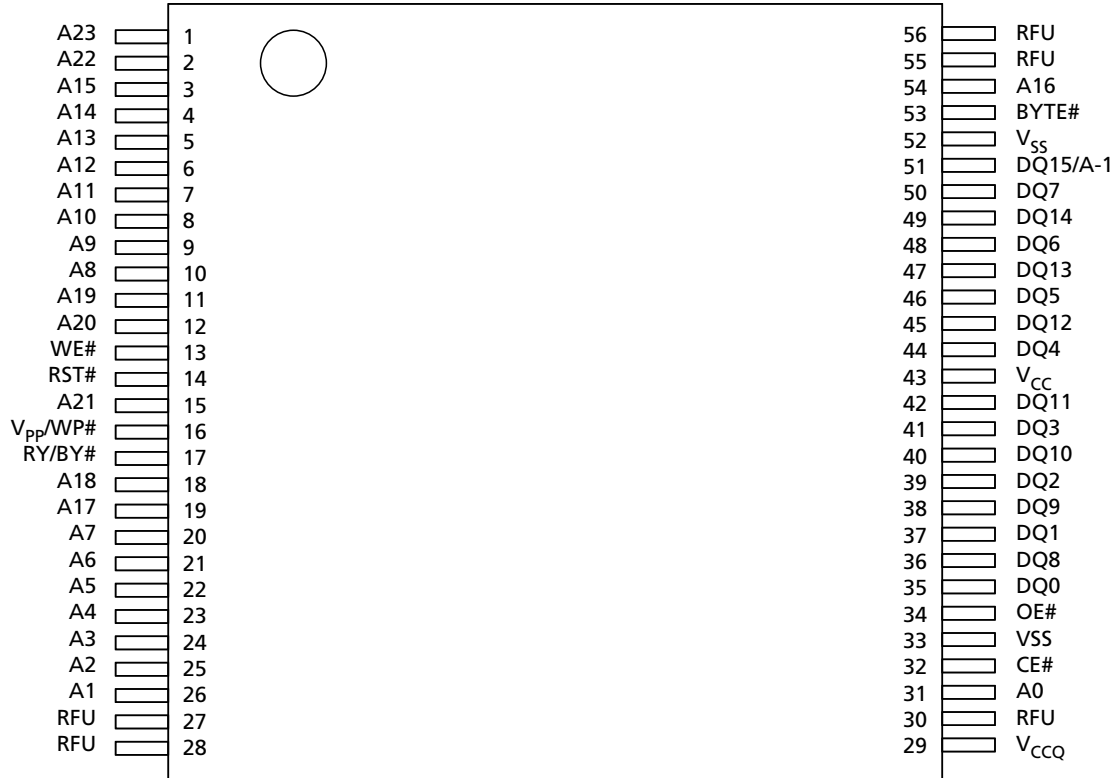 A23 1 56 RFU
A22 2 55 RFU
A15 3 54 A16
A14 4 53 BYTE#
A13 5 52 VSS
A12 6 51 DQ15/A-1
A11 7 50 DQ7
A10 8 49 DQ14
A9 9 48 DQ6
A8 10 47 DQ13
A19 11 46 DQ5
A20 12 45 DQ12
WE# 13 44 DQ4
RST# 14 43 VCC
A21 15 42 DQ11
VPP/WP# 16 41 DQ3
RY/BY# 17 40 DQ10
A18 18 39 DQ2
A17 19 38 DQ9
A7 20 37 DQ1
A6 21 36 DQ8
A5 22 35 DQ0
A4 23 34 OE#
A3 24 33 VSS
A2 25 32 CE#
A1 26 31 A0
RFU 27 30 RFU
RFU 28 29 VCCQ